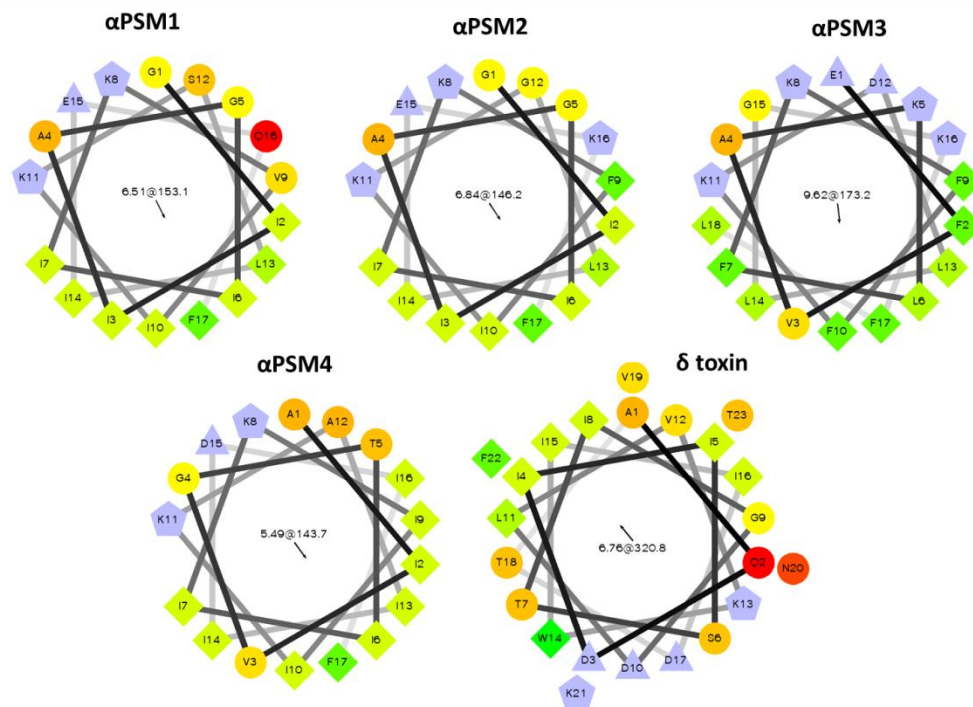 αPSM1
K8
G1
S12
E15
G5
A4
Q16
K11
6.51@153.1
V9
I2
I7
L13
I14
I6
I3
I10
F17
αPSM2
K8
G1
G12
E15
G5
A4
K16
K11
6.84@146.2
F9
I2
I7
L13
I14
I6
I3
I10
F17
αPSM3
K8
E1
D12
G15
K5
A4
K16
K11
9.62@173.2
F9
F2
L18
F7
L13
L14
L6
V3
F10
F17
αPSM4
K8
A1
A12
D15
T5
G4
I16
K11
5.49@143.7
I9
I2
I7
I13
I14
I6
V3
I10
F17
δ toxin
V19
I8
A1
V12
T23
I15
I5
F22
I4
I16
L11
G9
6.76@320.8
T18
Q2
N20
T7
K13
W14
S6
D3
D10
D17
K21